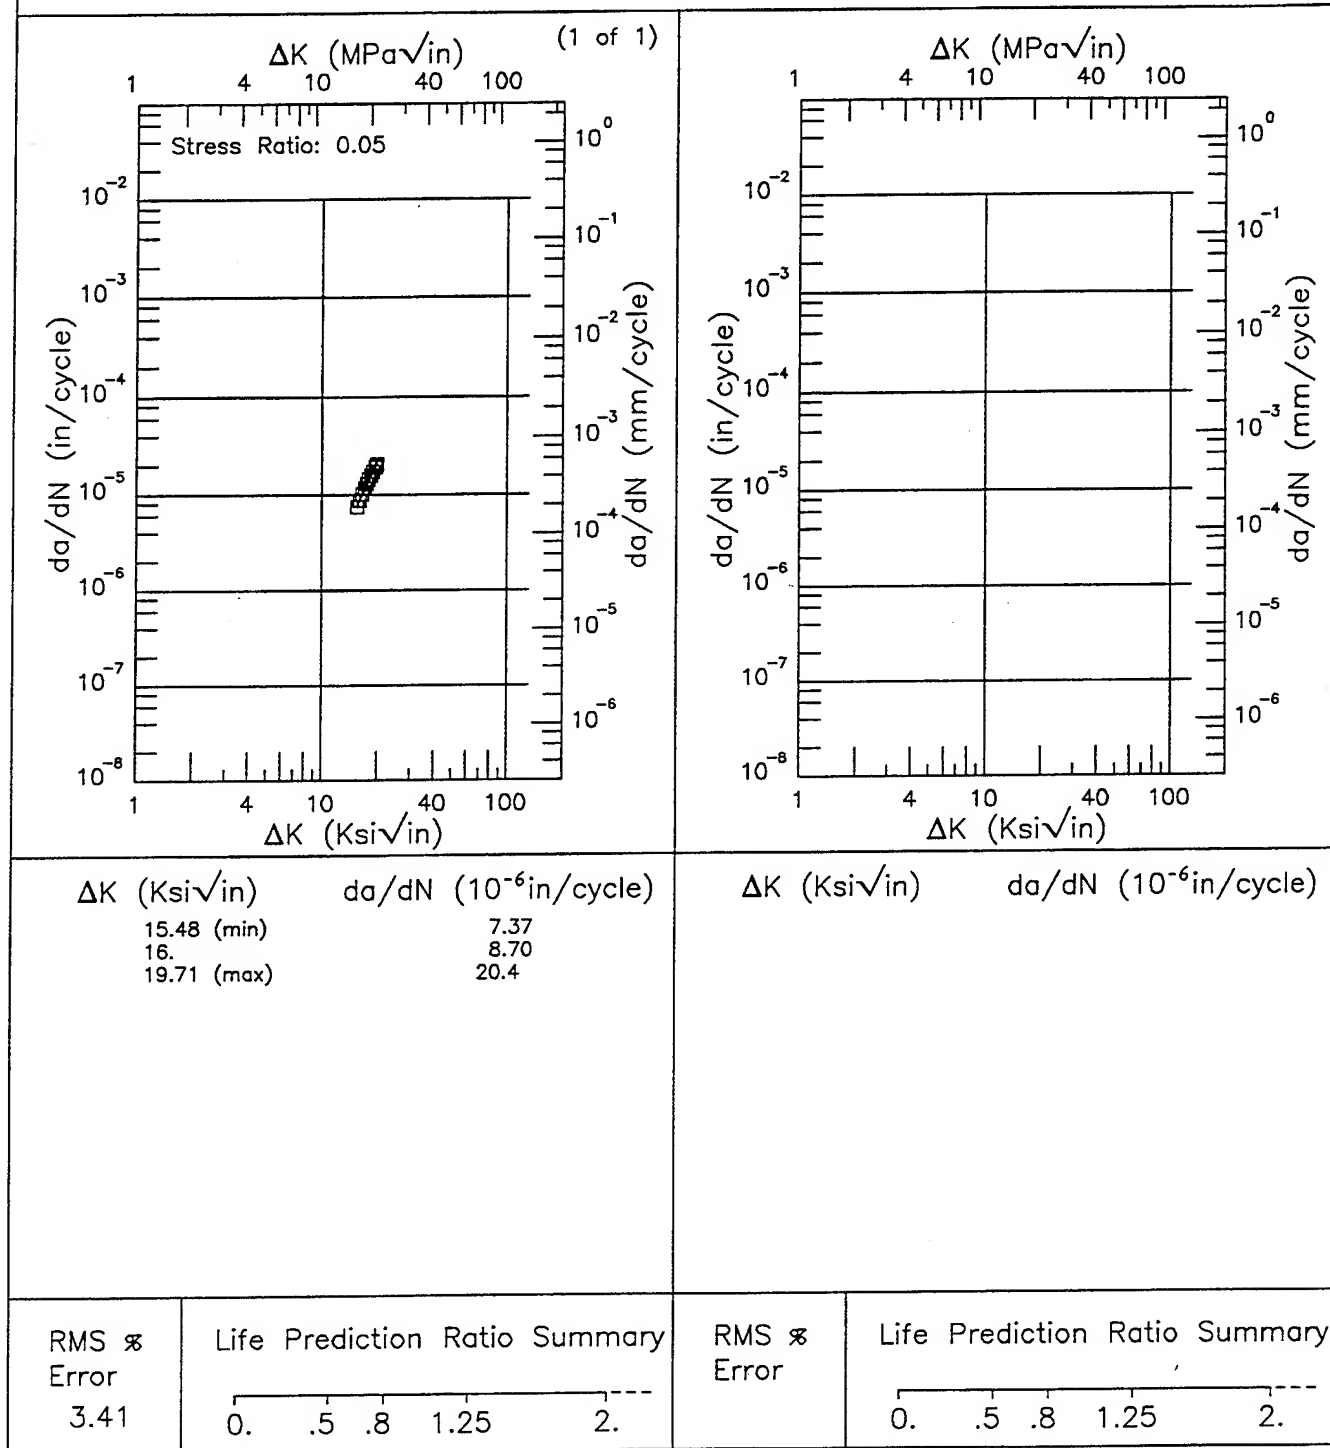 (1 of 1)
ΔK (MPa√in)
1 4 10 40 100
Stress Ratio: 0.05
da/dN (in/cycle)
10⁻²
10⁻³
10⁻⁴
10⁻⁵
10⁻⁶
10⁻⁷
10⁻⁸
10⁰
10⁻¹
10⁻²
10⁻³
10⁻⁴
10⁻⁵
10⁻⁶
da/dN (mm/cycle)
1 4 10 40 100
ΔK (Ksi√in)
ΔK (Ksi√in) da/dN (10⁻⁶in/cycle)
15.48 (min) 7.37
16. 8.70
19.71 (max) 20.4
RMS %
Error
3.41
Life Prediction Ratio Summary
0. .5 .8 1.25 2.
ΔK (MPa√in)
1 4 10 40 100
da/dN (in/cycle)
10⁻²
10⁻³
10⁻⁴
10⁻⁵
10⁻⁶
10⁻⁷
10⁻⁸
10⁰
10⁻¹
10⁻²
10⁻³
10⁻⁴
10⁻⁵
10⁻⁶
da/dN (mm/cycle)
1 4 10 40 100
ΔK (Ksi√in)
ΔK (Ksi√in) da/dN (10⁻⁶in/cycle)
RMS %
Error
Life Prediction Ratio Summary
0. .5 .8 1.25 2.